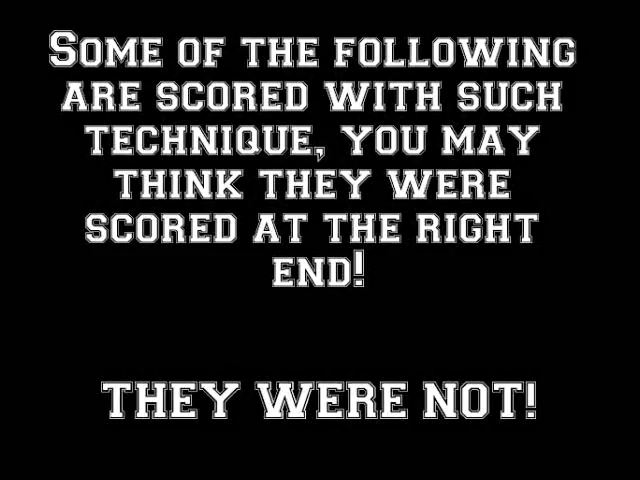 SOME OF THE FOLLOWING
ARE SCORED WITH SUCH
TECHNIQUE, YOU MAY
THINK THEY WERE
SCORED AT THE RIGHT
END!
THEY WERE NOT!